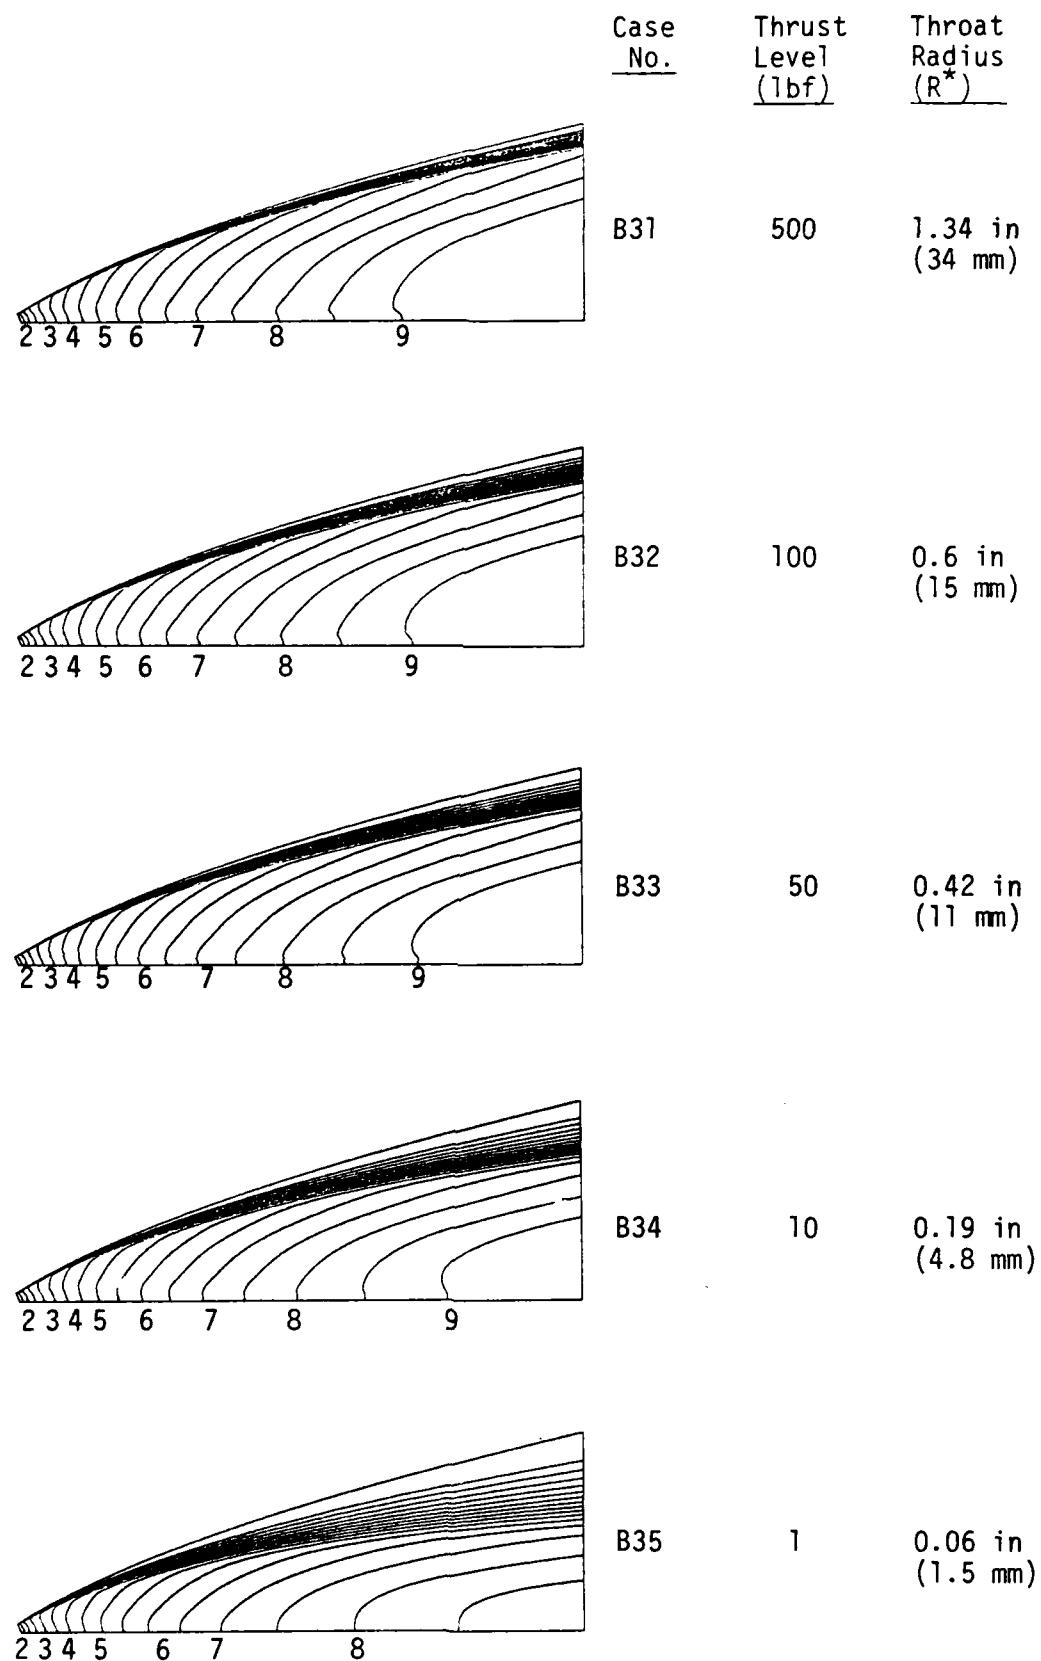 Case Thrust Throat
No. Level Radius
(lbf) (R*)
B31 500 1.34 in
(34 mm)
2 3 4 5 6 7 8 9
B32 100 0.6 in
(15 mm)
2 3 4 5 6 7 8 9
B33 50 0.42 in
(11 mm)
2 3 4 5 6 7 8 9
B34 10 0.19 in
(4.8 mm)
2 3 4 5 6 7 8 9
B35 1 0.06 in
(1.5 mm)
2 3 4 5 6 7 8